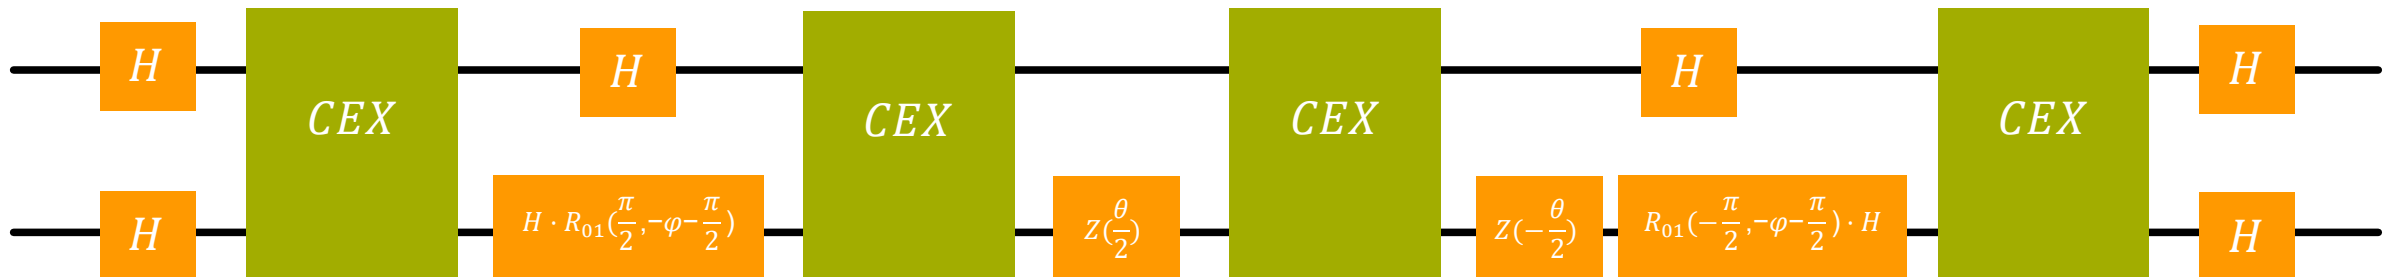 H
CEX
H
CEX
CEX
H
CEX
H
H
H · R₀₁(π/2,−φ−π/2)
Z(θ/2)
Z(−θ/2)
R₀₁(−π/2,−φ−π/2) · H
H